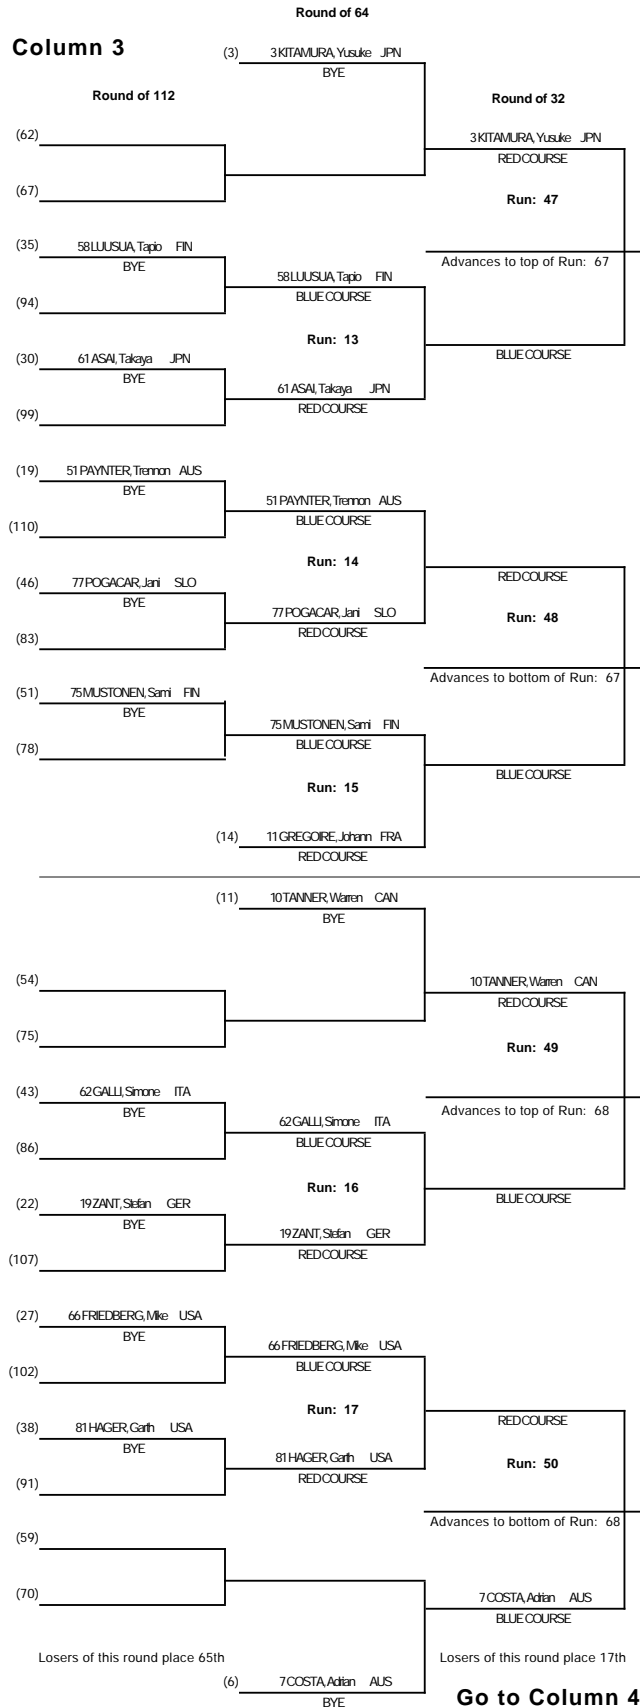 Round of 64
Column 3
(3) 3 KITAMURA, Yusuke JPN
BYE
Round of 112
Round of 32
(62)
3 KITAMURA, Yusuke JPN
RED COURSE
(67)
Run: 47
(35) 58 LUUSUA, Tapio FIN
BYE
Advances to top of Run: 67
58 LUUSUA, Tapio FIN
BLUE COURSE
(94)
Run: 13
BLUE COURSE
(30) 61 ASAI, Takaya JPN
BYE
61 ASAI, Takaya JPN
RED COURSE
(99)
(19) 51 PAYNTER, Trennon AUS
BYE
51 PAYNTER, Trennon AUS
BLUE COURSE
(110)
Run: 14
RED COURSE
(46) 77 POGACAR, Jani SLO
BYE
77 POGACAR, Jani SLO
RED COURSE
Run: 48
(83)
Advances to bottom of Run: 67
(51) 75 MUSTONEN, Sami FIN
BYE
75 MUSTONEN, Sami FIN
BLUE COURSE
(78)
BLUE COURSE
Run: 15
(14) 11 GREGOIRE, Johann FRA
RED COURSE
(11) 10 TANNER, Warren CAN
BYE
(54)
10 TANNER, Warren CAN
RED COURSE
(75)
Run: 49
(43) 62 GALLI, Simone ITA
BYE
Advances to top of Run: 68
62 GALLI, Simone ITA
BLUE COURSE
(86)
Run: 16
BLUE COURSE
(22) 19 ZANT, Stefan GER
BYE
19 ZANT, Stefan GER
RED COURSE
(107)
(27) 66 FRIEDBERG, Mike USA
BYE
66 FRIEDBERG, Mike USA
BLUE COURSE
(102)
Run: 17
RED COURSE
(38) 81 HAGER, Garth USA
BYE
81 HAGER, Garth USA
RED COURSE
Run: 50
(91)
Advances to bottom of Run: 68
(59)
(70)
7 COSTA, Adrian AUS
BLUE COURSE
Losers of this round place 65th
Losers of this round place 17th
(6) 7 COSTA, Adrian AUS
BYE
Go to Column 4